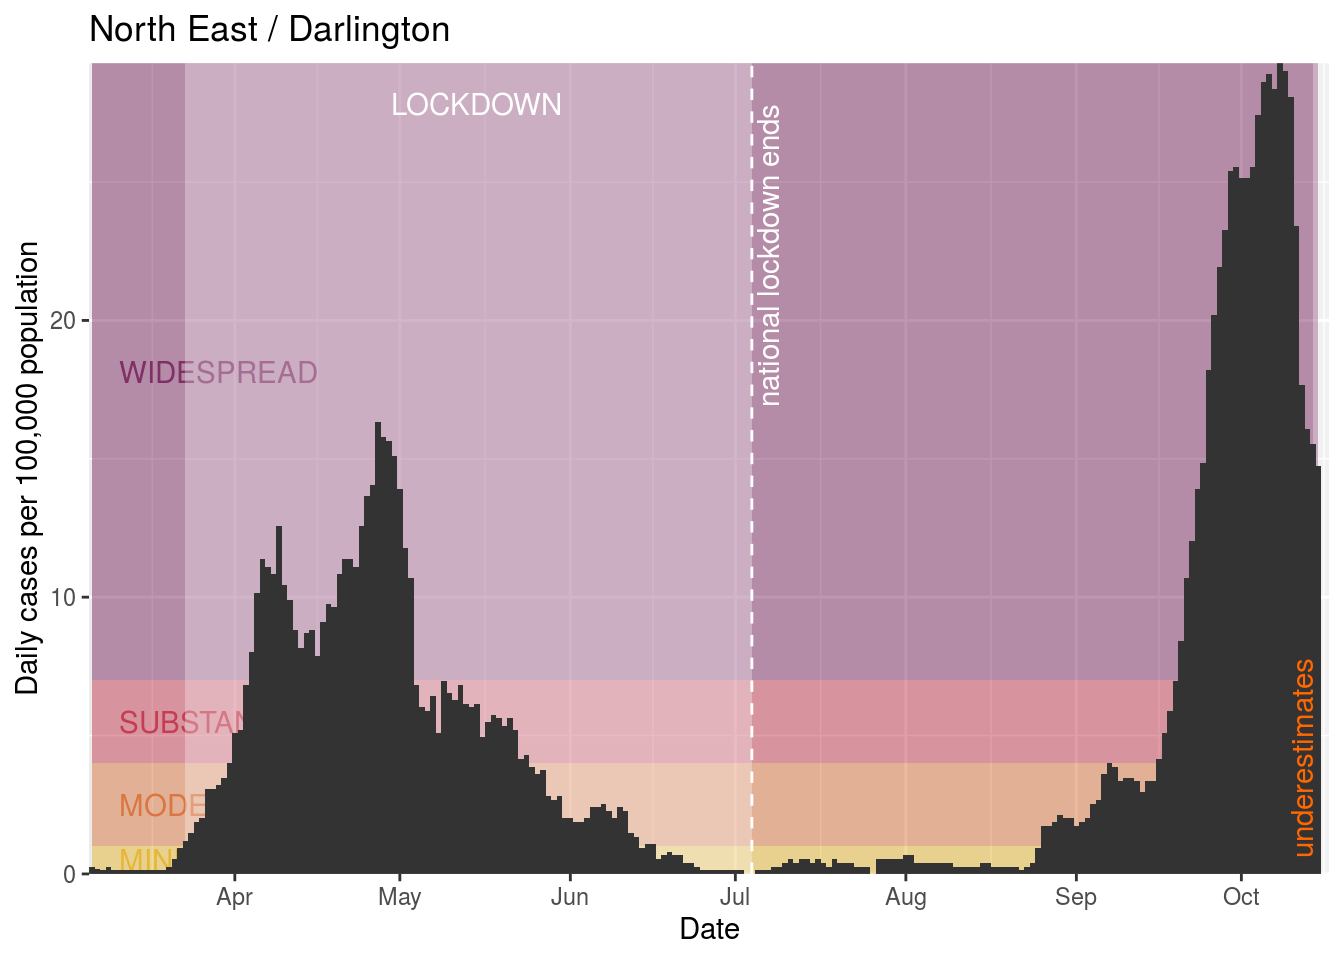 North East / Darlington
LOCKDOWN
national lockdown ends
WIDESPREAD
SUBSTAN
MODE
MIN
underestimates
Daily cases per 100,000 population
20
10
0
Apr May Jun Jul Aug Sep Oct
Date